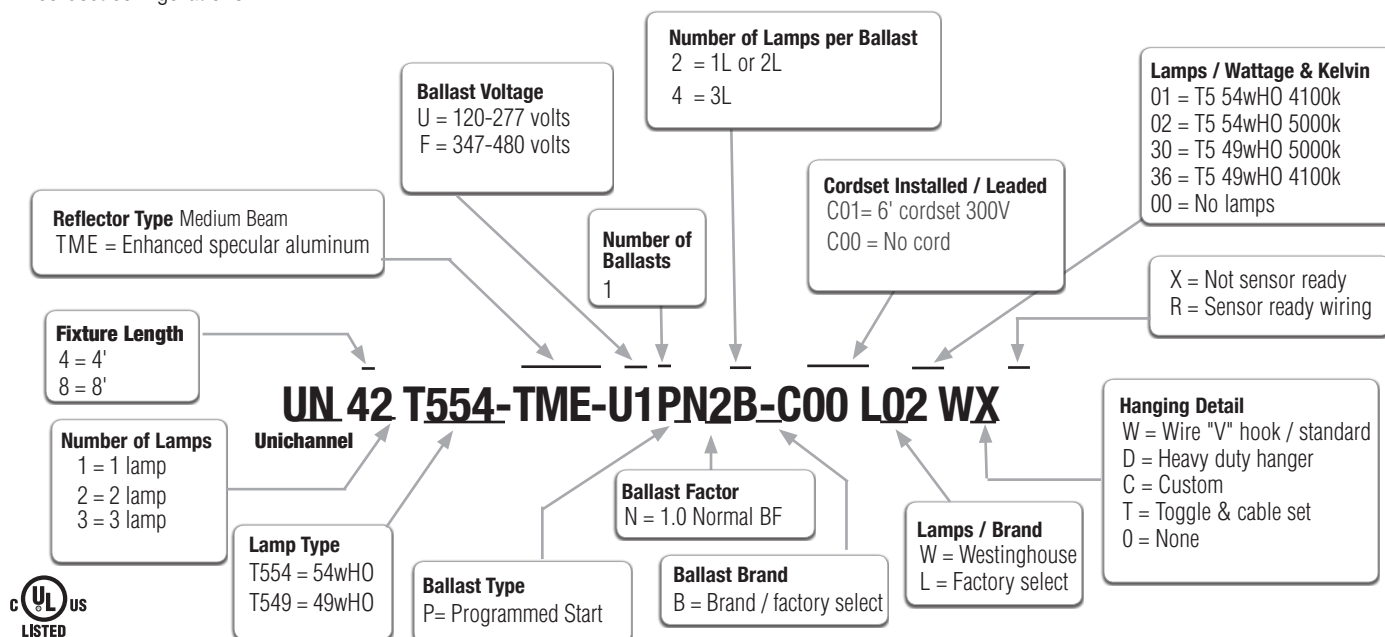 Number of Lamps per Ballast
2 = 1L or 2L
4 = 3L
Ballast Voltage
U = 120-277 volts
F = 347-480 volts
Lamps / Wattage & Kelvin
01 = T5 54wHO 4100k
02 = T5 54wHO 5000k
30 = T5 49wHO 5000k
36 = T5 49wHO 4100k
00 = No lamps
Reflector Type Medium Beam
TME = Enhanced specular aluminum
Number of
Ballasts
1
Cordset Installed / Leaded
C01= 6' cordset 300V
C00 = No cord
X = Not sensor ready
R = Sensor ready wiring
Fixture Length
4 = 4'
8 = 8'
UN 42 T554-TME-U1PN2B-C00 L02 WX
Unichannel
Number of Lamps
1 = 1 lamp
2 = 2 lamp
3 = 3 lamp
Lamp Type
T554 = 54wHO
T549 = 49wHO
Ballast Type
P= Programmed Start
Ballast Factor
N = 1.0 Normal BF
Ballast Brand
B = Brand / factory select
Lamps / Brand
W = Westinghouse
L = Factory select
Hanging Detail
W = Wire "V" hook / standard
D = Heavy duty hanger
C = Custom
T = Toggle & cable set
0 = None
C UL US
LISTED